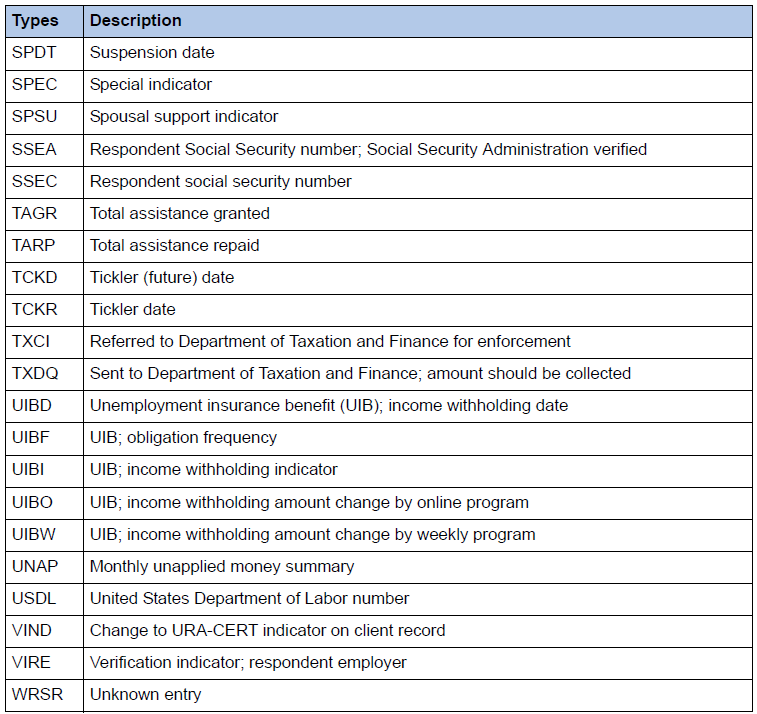 Types Description
SPDT Suspension date
SPEC Special indicator
SPSU Spousal support indicator
SSEA Respondent Social Security number; Social Security Administration verified
SSEC Respondent social security number
TAGR Total assistance granted
TARP Total assistance repaid
TCKD Tickler (future) date
TCKR Tickler date
TXCI Referred to Department of Taxation and Finance for enforcement
TXDQ Sent to Department of Taxation and Finance; amount should be collected
UIBD Unemployment insurance benefit (UIB); income withholding date
UIBF UIB; obligation frequency
UIBI UIB; income withholding indicator
UIBO UIB; income withholding amount change by online program
UIBW UIB; income withholding amount change by weekly program
UNAP Monthly unapplied money summary
USDL United States Department of Labor number
VIND Change to URA-CERT indicator on client record
VIRE Verification indicator; respondent employer
WRSR Unknown entry